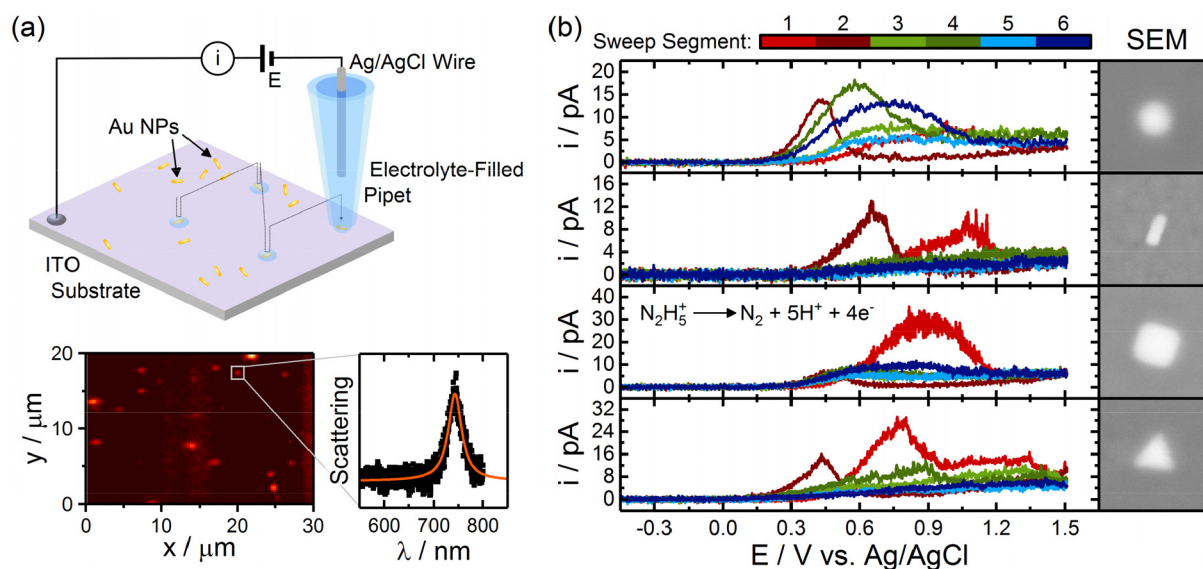 (a)
i
E
Ag/AgCl Wire
Au NPs
Electrolyte-Filled
Pipet
ITO
Substrate
20
10
0
y / μm
0 10 20 30
x / μm
Scattering
600 700 800
λ / nm
(b)
Sweep Segment: 1 2 3 4 5 6 SEM
20
15
10
5
0
i / pA
16
12
8
4
0
i / pA
40
30
20
10
0
i / pA
N₂H₅⁺ → N₂ + 5H⁺ + 4e⁻
32
24
16
8
0
i / pA
-0.3 0.0 0.3 0.6 0.9 1.2 1.5
E / V vs. Ag/AgCl